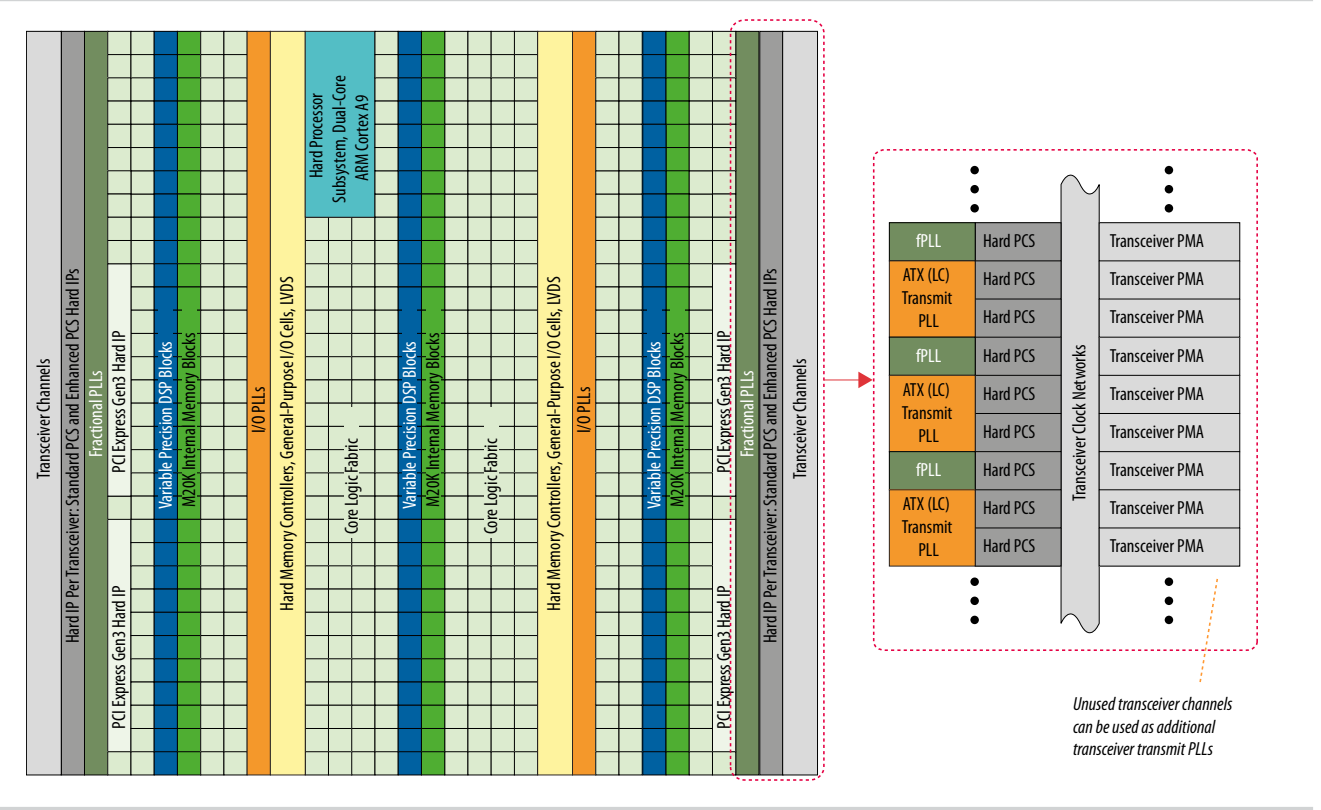 Transceiver Channels
Hard IP Per Transceiver: Standard PCS and Enhanced PCS Hard IPs
Fractional PLLs
PCI Express Gen3 Hard IP
PCI Express Gen3 Hard IP
Variable Precision DSP Blocks
M20K Internal Memory Blocks
I/O PLLs
Hard Memory Controllers, General-Purpose I/O Cells, LVDS
Hard Processor
Subsystem, Dual-Core
ARM Cortex A9
Core Logic Fabric
Variable Precision DSP Blocks
M20K Internal Memory Blocks
Core Logic Fabric
Hard Memory Controllers, General-Purpose I/O Cells, LVDS
I/O PLLs
Variable Precision DSP Blocks
M20K Internal Memory Blocks
PCI Express Gen3 Hard IP
PCI Express Gen3 Hard IP
Fractional PLLs
Hard IP Per Transceiver: Standard PCS and Enhanced PCS Hard IPs
Transceiver Channels
fPLL
ATX (LC)
Transmit
PLL
fPLL
ATX (LC)
Transmit
PLL
fPLL
ATX (LC)
Transmit
PLL
Hard PCS
Hard PCS
Hard PCS
Hard PCS
Hard PCS
Hard PCS
Hard PCS
Hard PCS
Hard PCS
Transceiver Clock Networks
Transceiver PMA
Transceiver PMA
Transceiver PMA
Transceiver PMA
Transceiver PMA
Transceiver PMA
Transceiver PMA
Transceiver PMA
Transceiver PMA
Unused transceiver channels
can be used as additional
transceiver transmit PLLs